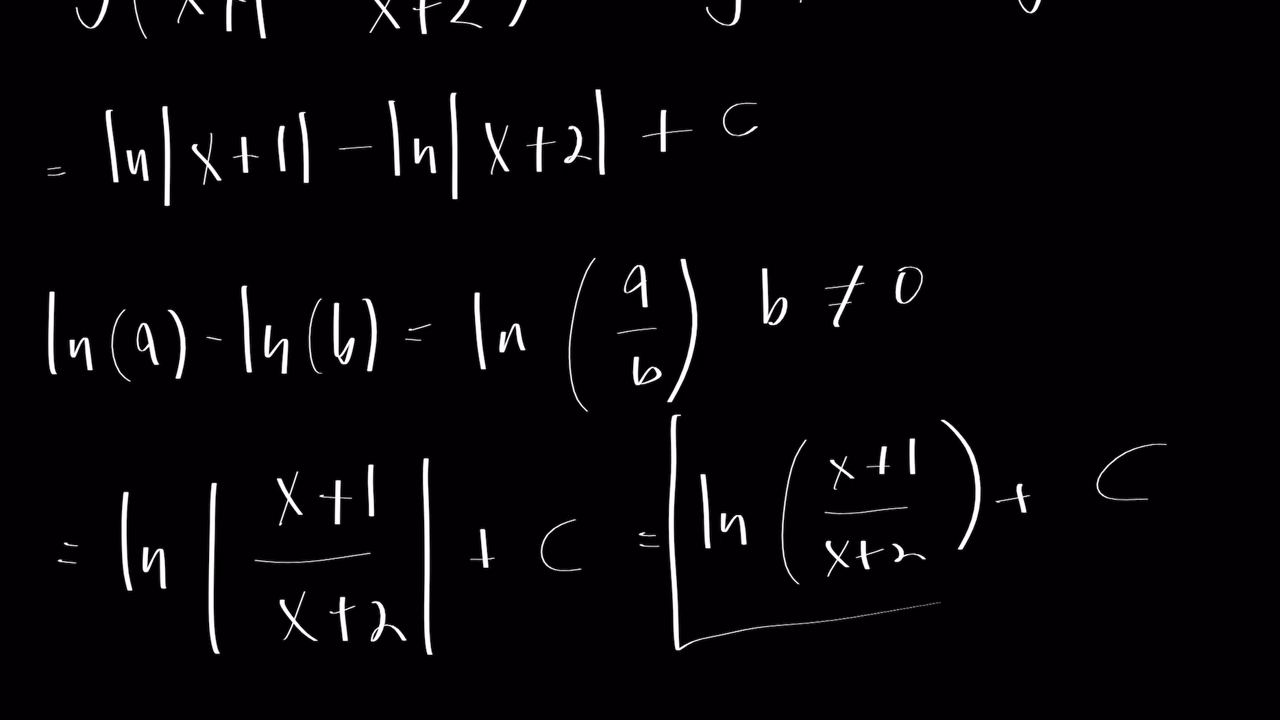 = ln|x+1| - ln|x+2| + C
ln(a) - ln(b) = ln(a/b) b ≠ 0
= ln|(x+1)/(x+2)| + C = ln((x+1)/(x+2)) + C